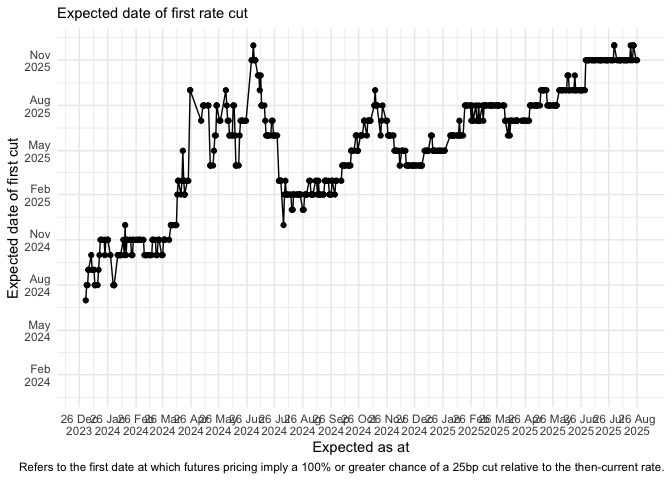 Expected date of first rate cut
Nov
2025
Aug
2025
May
2025
Feb
2025
Nov
2024
Aug
2024
May
2024
Feb
2024
Expected date of first cut
26 Dec 26 Jan 26 Feb 26 Mar 26 Apr 26 May 26 Jun 26 Jul 26 Aug 26 Sep 26 Oct 26 Nov 26 Dec 26 Jan 26 Feb 26 Mar 26 Apr 26 May 26 Jun 26 Jul 26 Aug
2023 2024 2024 2024 2024 2024 2024 2024 2024 2024 2024 2024 2024 2025 2025 2025 2025 2025 2025 2025 2025
Expected as at
Refers to the first date at which futures pricing imply a 100% or greater chance of a 25bp cut relative to the then-current rate.